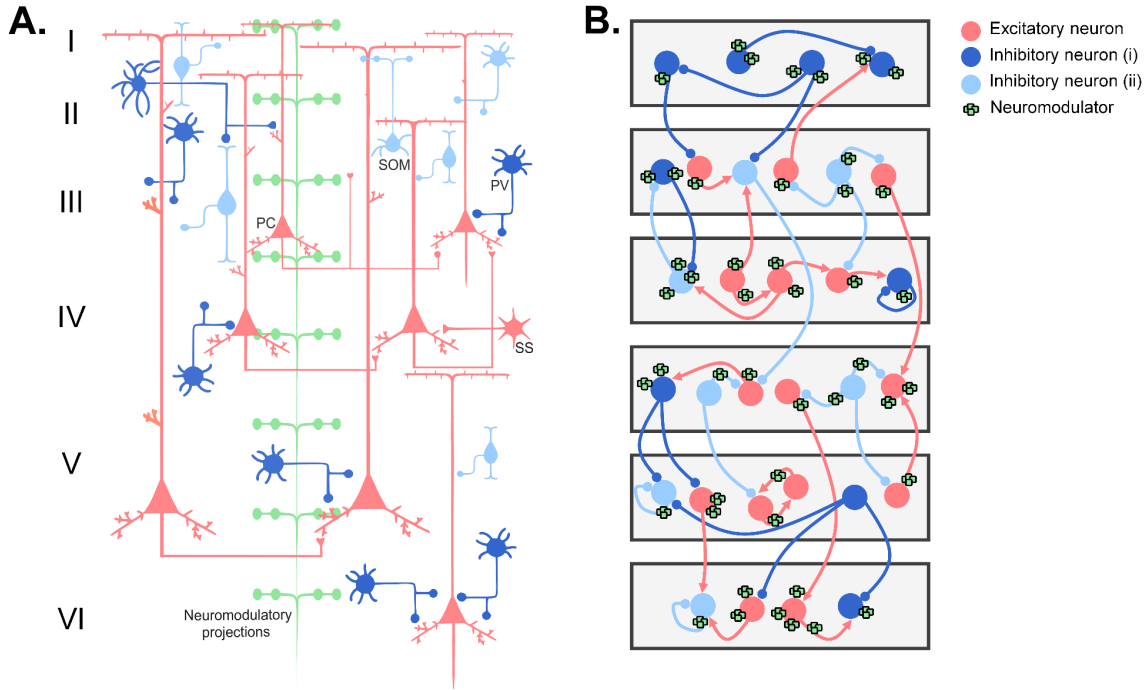 A.
B.
I
II
III
IV
V
VI
SOM
PV
PC
SS
Neuromodulatory
projections
Excitatory neuron
Inhibitory neuron (i)
Inhibitory neuron (ii)
Neuromodulator